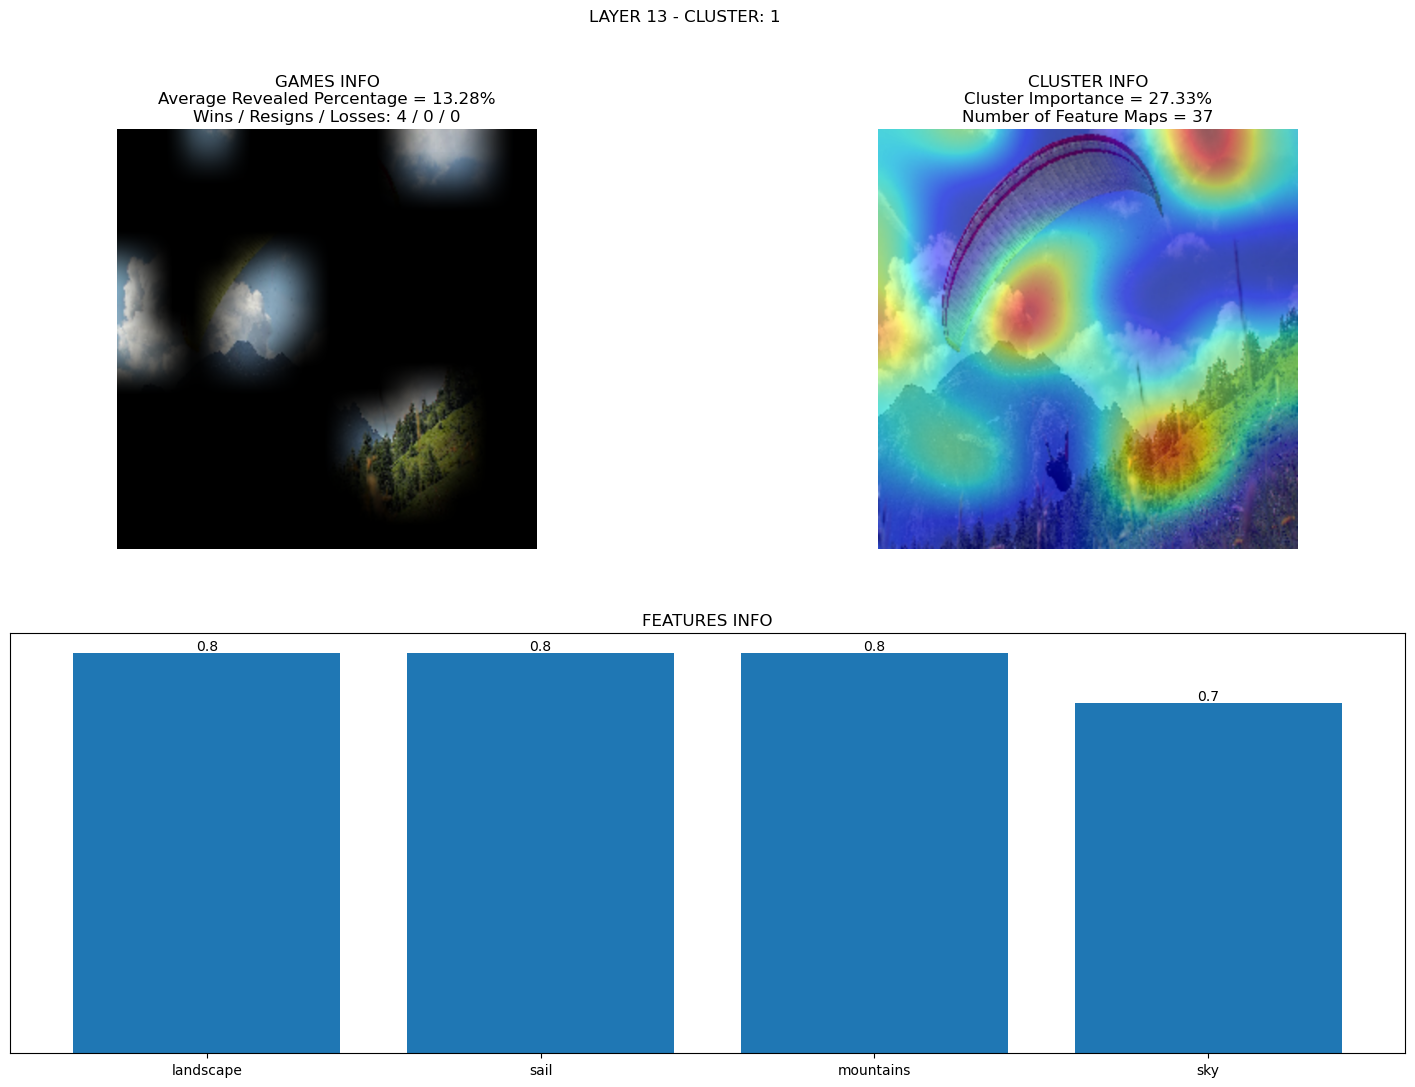 LAYER 13 - CLUSTER: 1
GAMES INFO
Average Revealed Percentage = 13.28%
Wins / Resigns / Losses: 4 / 0 / 0
CLUSTER INFO
Cluster Importance = 27.33%
Number of Feature Maps = 37
FEATURES INFO
0.8
0.8
0.8
0.7
landscape
sail
mountains
sky